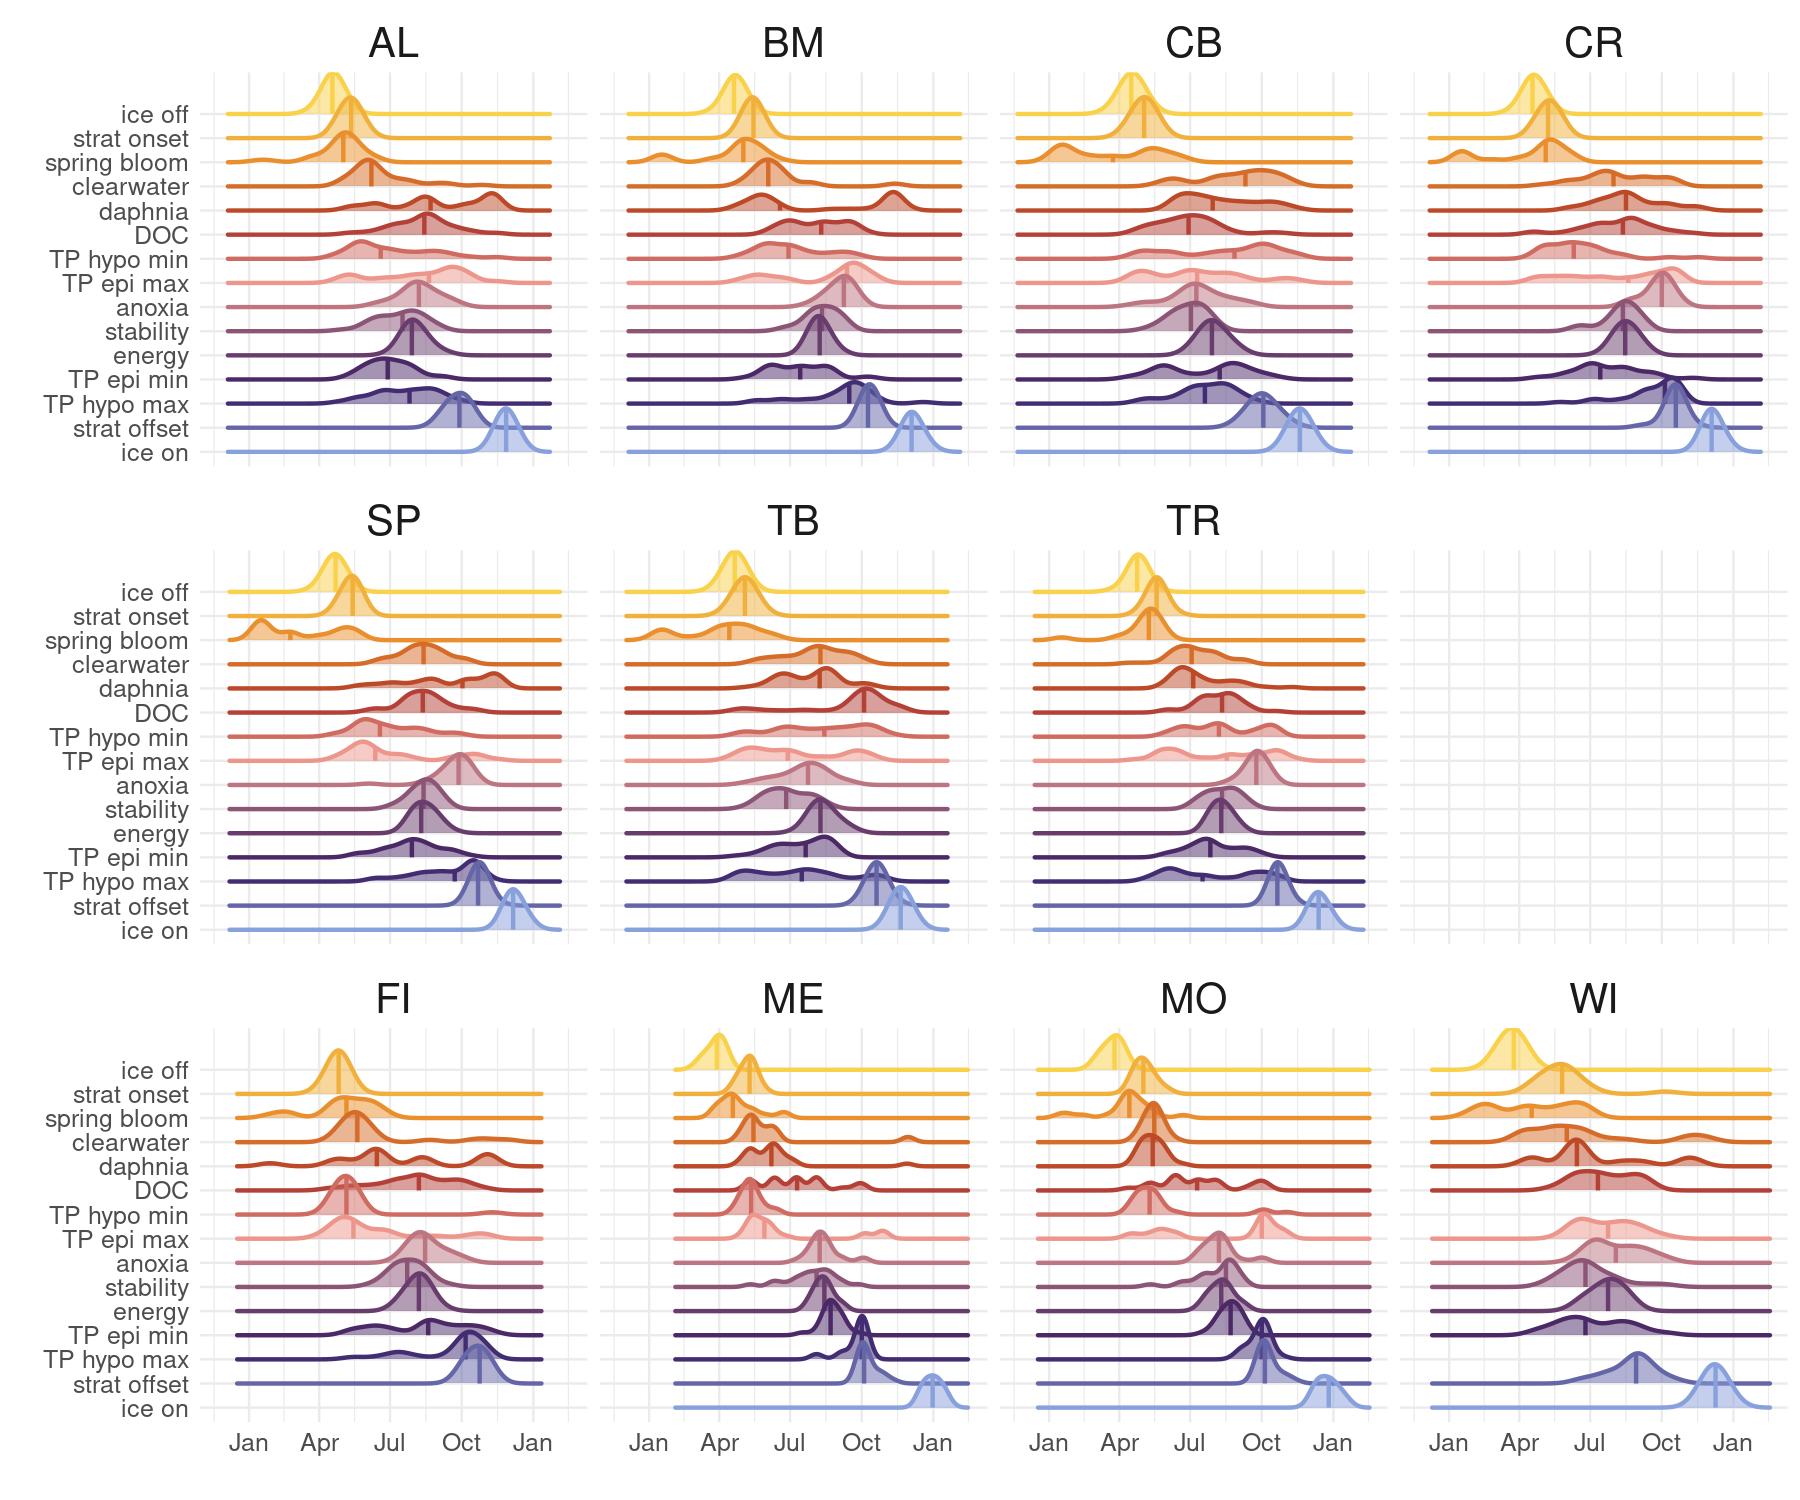 AL BM CB CR
ice off
strat onset
spring bloom
clearwater
daphnia
DOC
TP hypo min
TP epi max
anoxia
stability
energy
TP epi min
TP hypo max
strat offset
ice on
SP TB TR
ice off
strat onset
spring bloom
clearwater
daphnia
DOC
TP hypo min
TP epi max
anoxia
stability
energy
TP epi min
TP hypo max
strat offset
ice on
FI ME MO WI
ice off
strat onset
spring bloom
clearwater
daphnia
DOC
TP hypo min
TP epi max
anoxia
stability
energy
TP epi min
TP hypo max
strat offset
ice on
Jan Apr Jul Oct Jan Jan Apr Jul Oct Jan Jan Apr Jul Oct Jan Jan Apr Jul Oct Jan